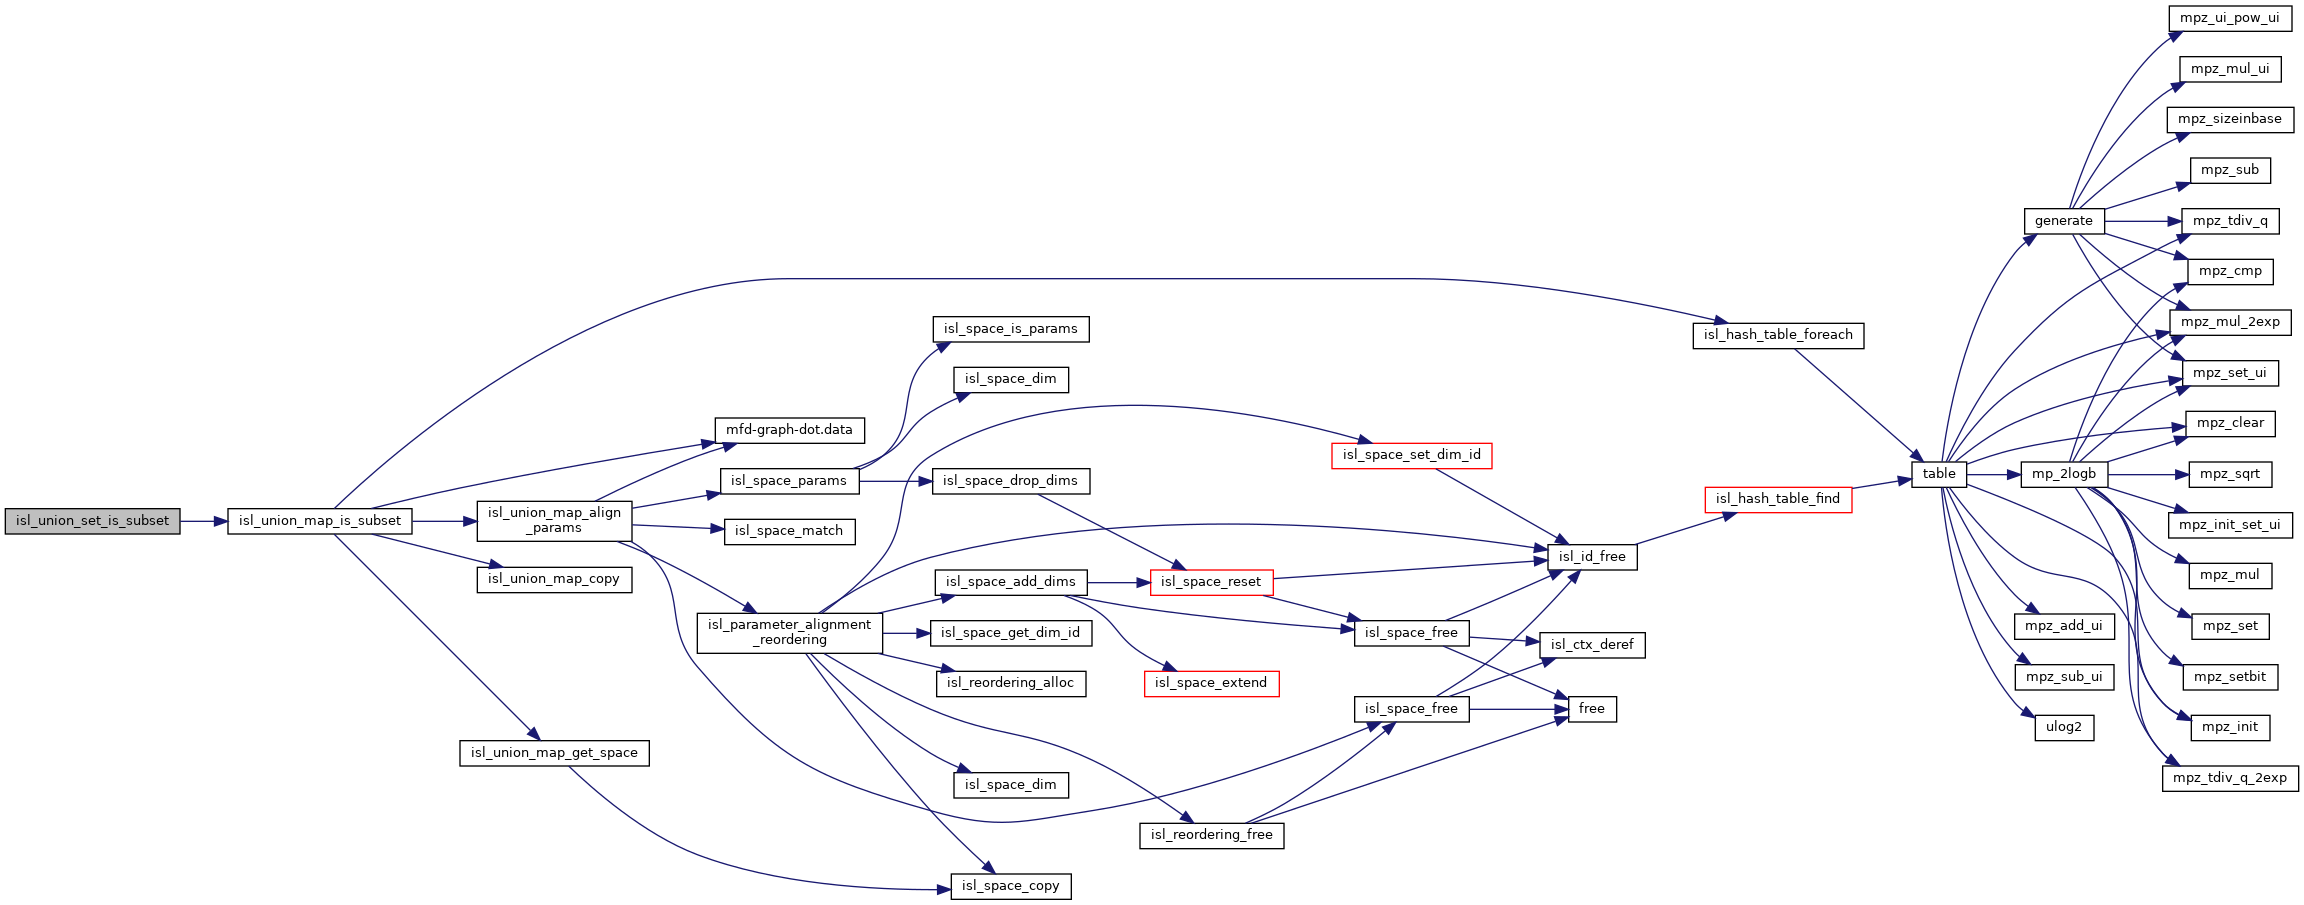 isl_union_set_is_subset
isl_union_map_is_subset
isl_union_map_align
_params
isl_union_map_copy
isl_union_map_get_space
mfd-graph-dot.data
isl_space_params
isl_space_match
isl_parameter_alignment
_reordering
isl_space_is_params
isl_space_dim
isl_space_drop_dims
isl_space_add_dims
isl_space_get_dim_id
isl_reordering_alloc
isl_space_dim
isl_space_copy
isl_space_reset
isl_space_extend
isl_reordering_free
isl_space_set_dim_id
isl_space_free
isl_space_free
isl_id_free
isl_ctx_deref
free
isl_hash_table_foreach
isl_hash_table_find
table
generate
mp_2logb
mpz_add_ui
mpz_sub_ui
ulog2
mpz_ui_pow_ui
mpz_mul_ui
mpz_sizeinbase
mpz_sub
mpz_tdiv_q
mpz_cmp
mpz_mul_2exp
mpz_set_ui
mpz_clear
mpz_sqrt
mpz_init_set_ui
mpz_mul
mpz_set
mpz_setbit
mpz_init
mpz_tdiv_q_2exp